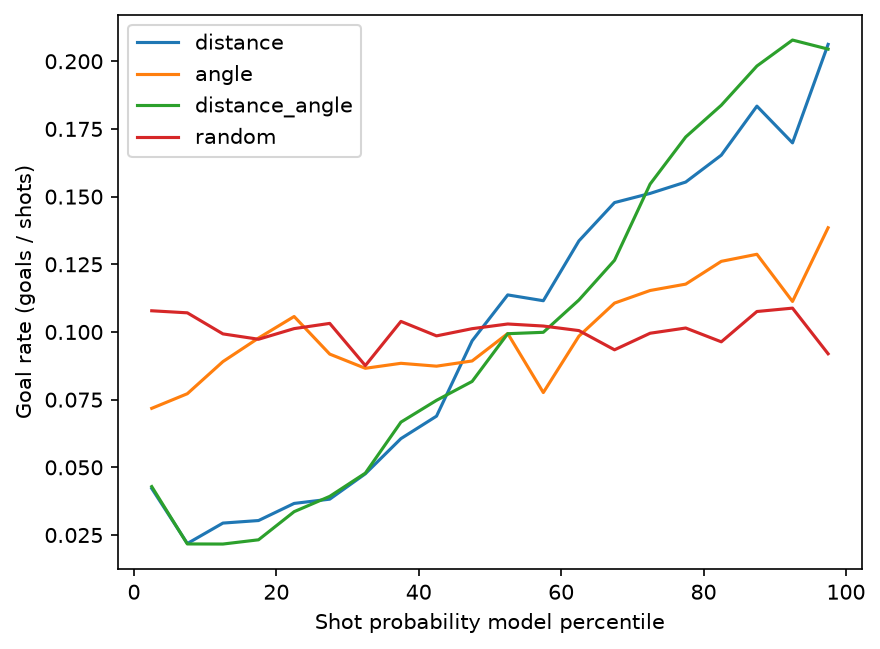 distance
angle
distance_angle
random
0.200
0.175
0.150
0.125
0.100
0.075
0.050
0.025
Goal rate (goals / shots)
0
20
40
60
80
100
Shot probability model percentile